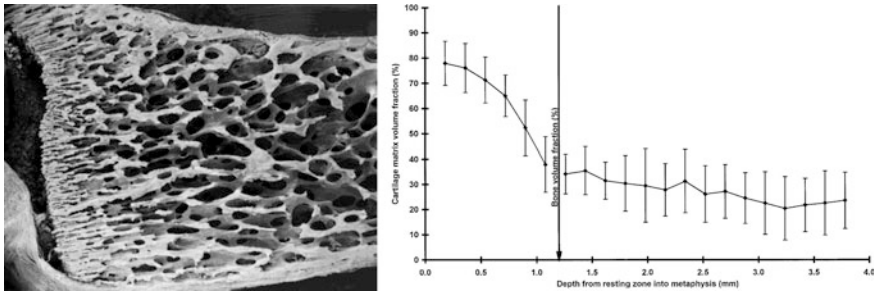 Cartilage matrix volume fraction (%)
100
90
80
70
60
50
40
30
20
10
0
Bone volume fraction (%)
0.0 0.5 1.0 1.5 2.0 2.5 3.0 3.5 4.0
Depth from resting zone into metaphysis (mm)